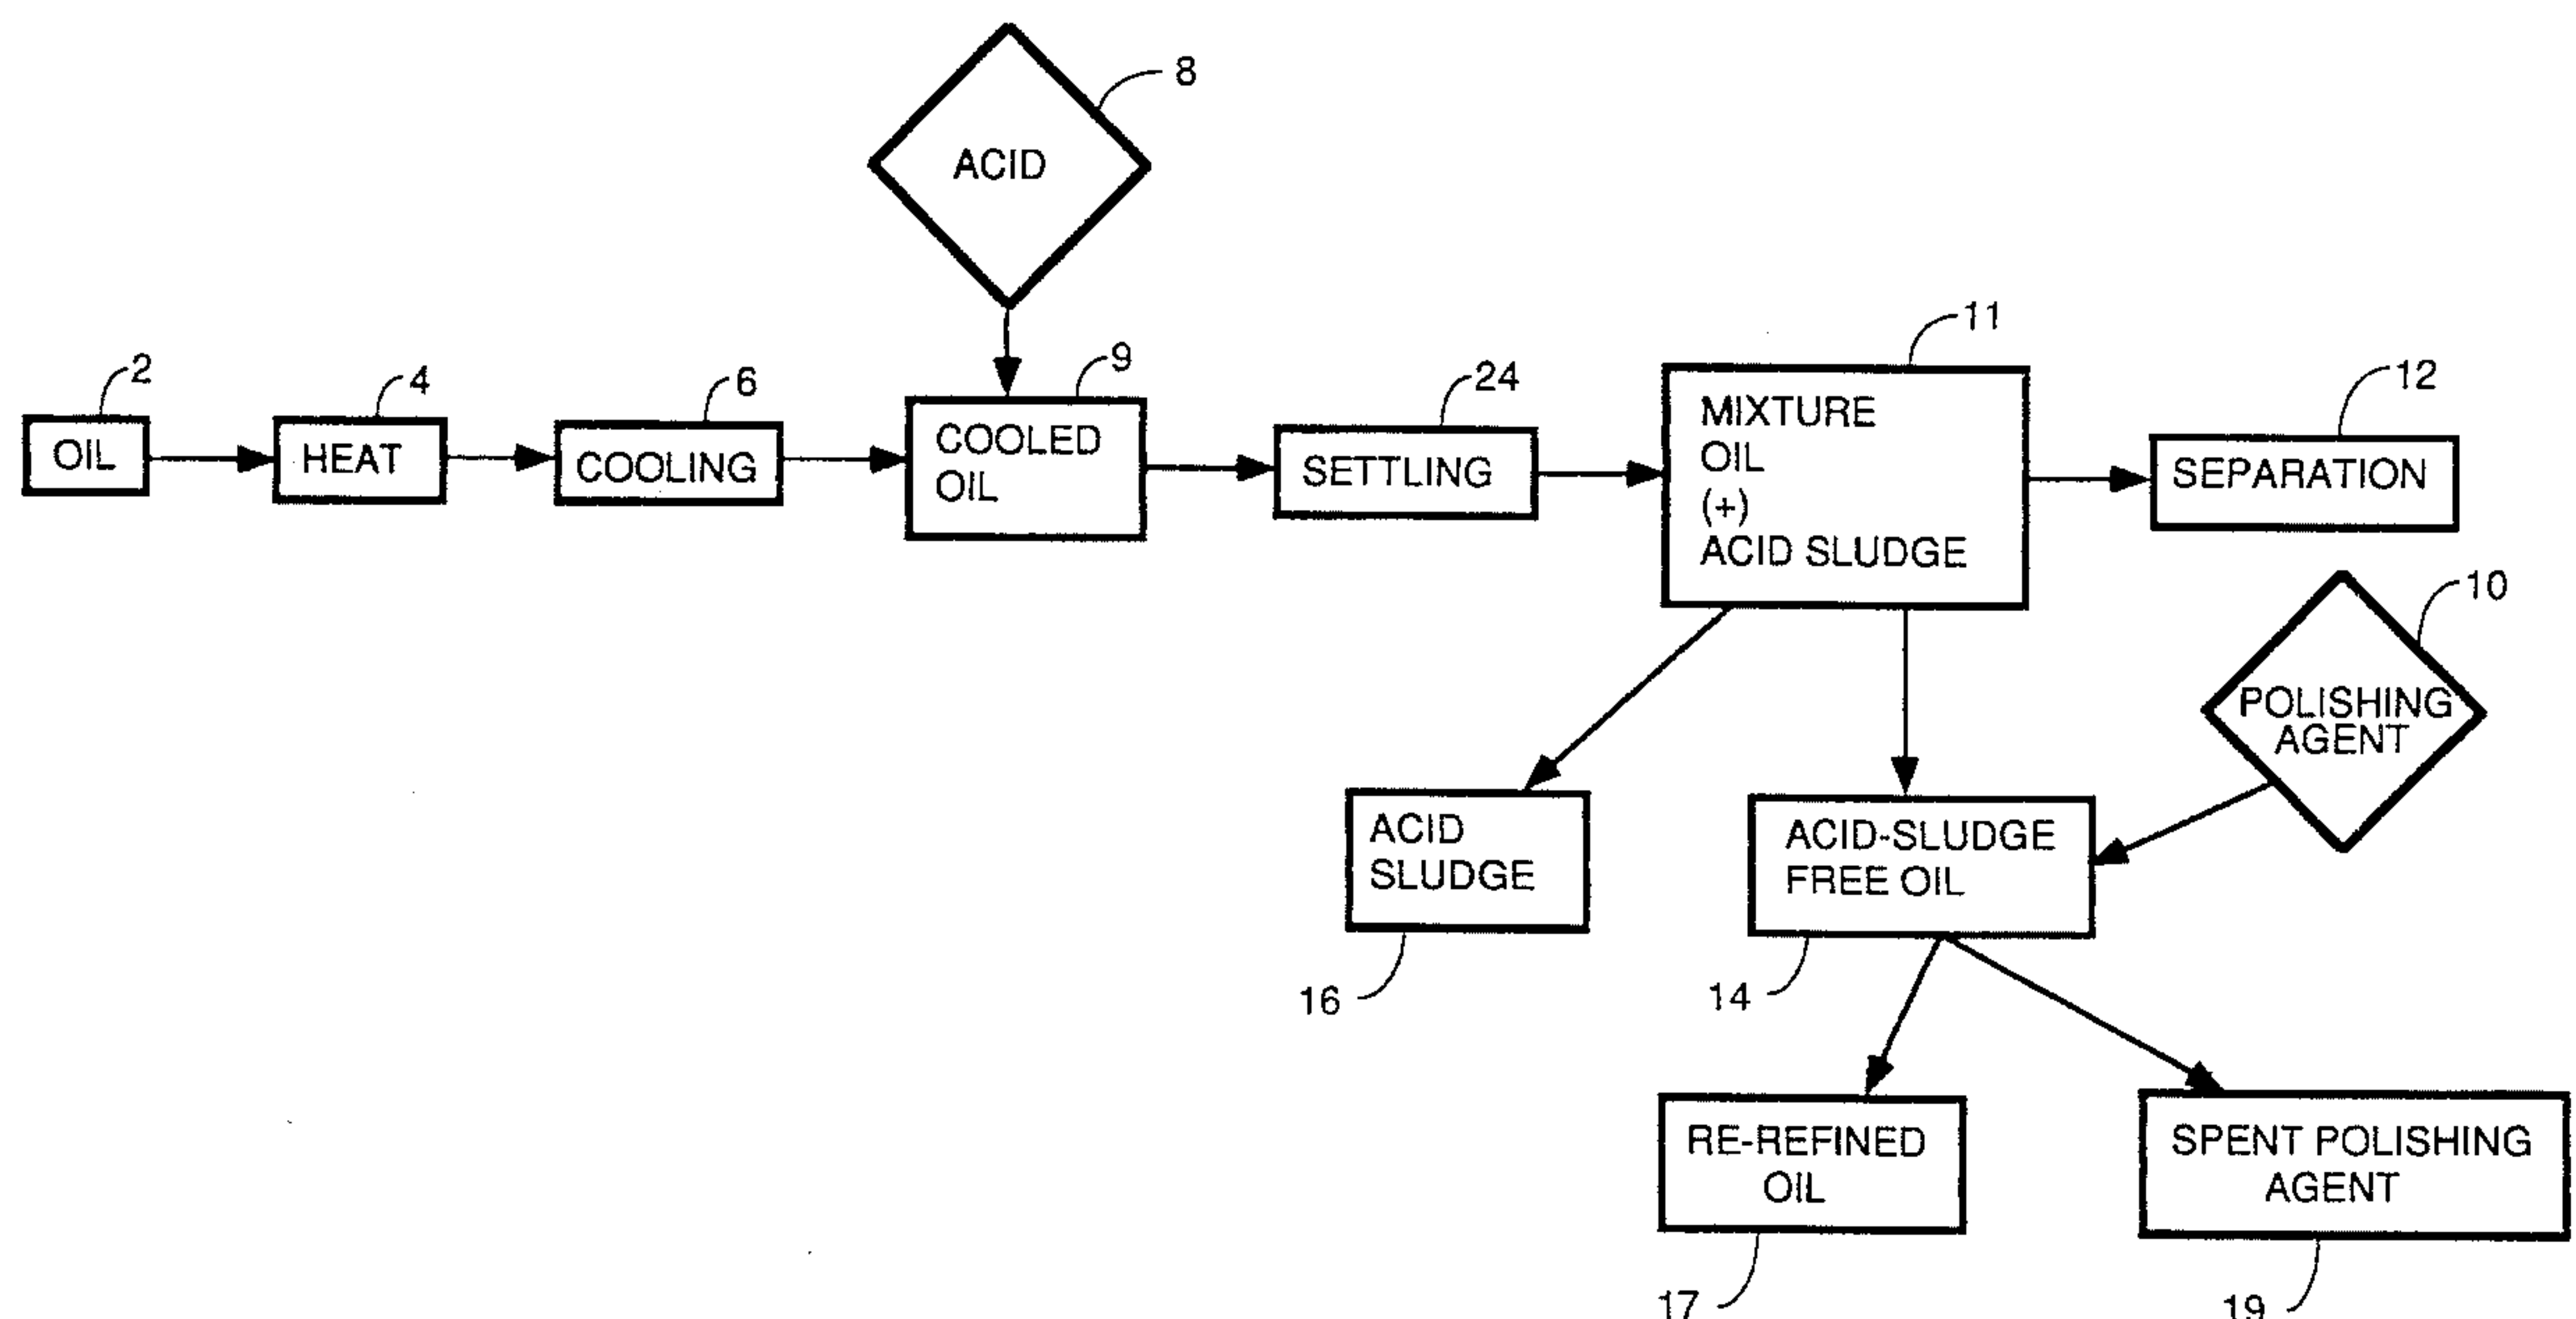 8
ACID
2
OIL
4
HEAT
6
COOLING
9
COOLED
OIL
24
SETTLING
11
MIXTURE
OIL
(+)
ACID SLUDGE
12
SEPARATION
10
POLISHING
AGENT
ACID
SLUDGE
16
ACID-SLUDGE
FREE OIL
14
RE-REFINED
OIL
17
SPENT POLISHING
AGENT
19